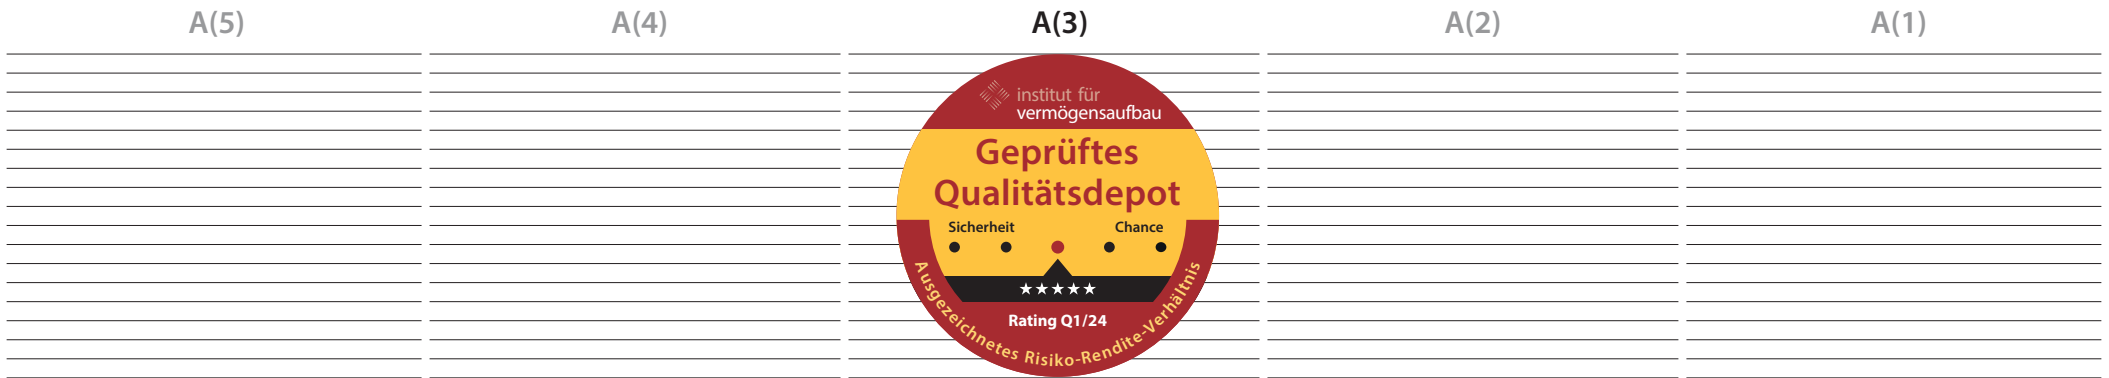 A(5) A(4) A(3) A(2) A(1)
institut für
vermögensaufbau
Geprüftes
Qualitätsdepot
Sicherheit Chance
★★★★★
Rating Q1/24
Ausgezeichnetes Risiko-Rendite-Verhältnis